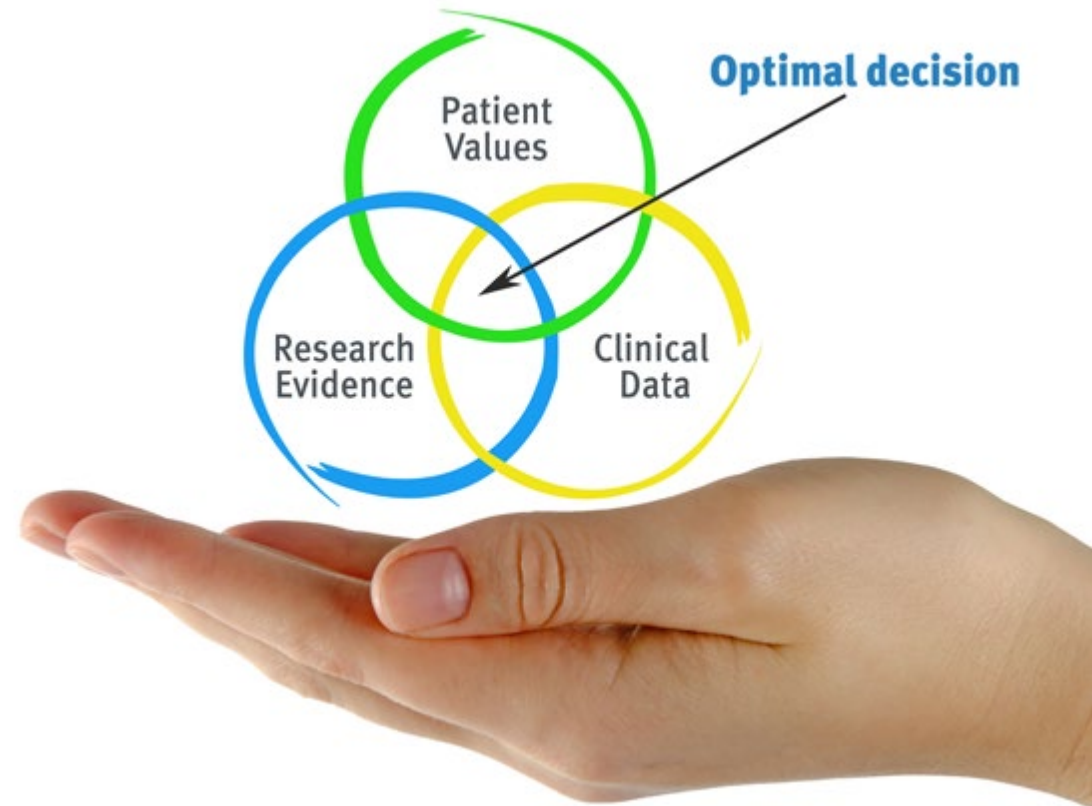 Optimal decision
Patient
Values
Research
Evidence
Clinical
Data